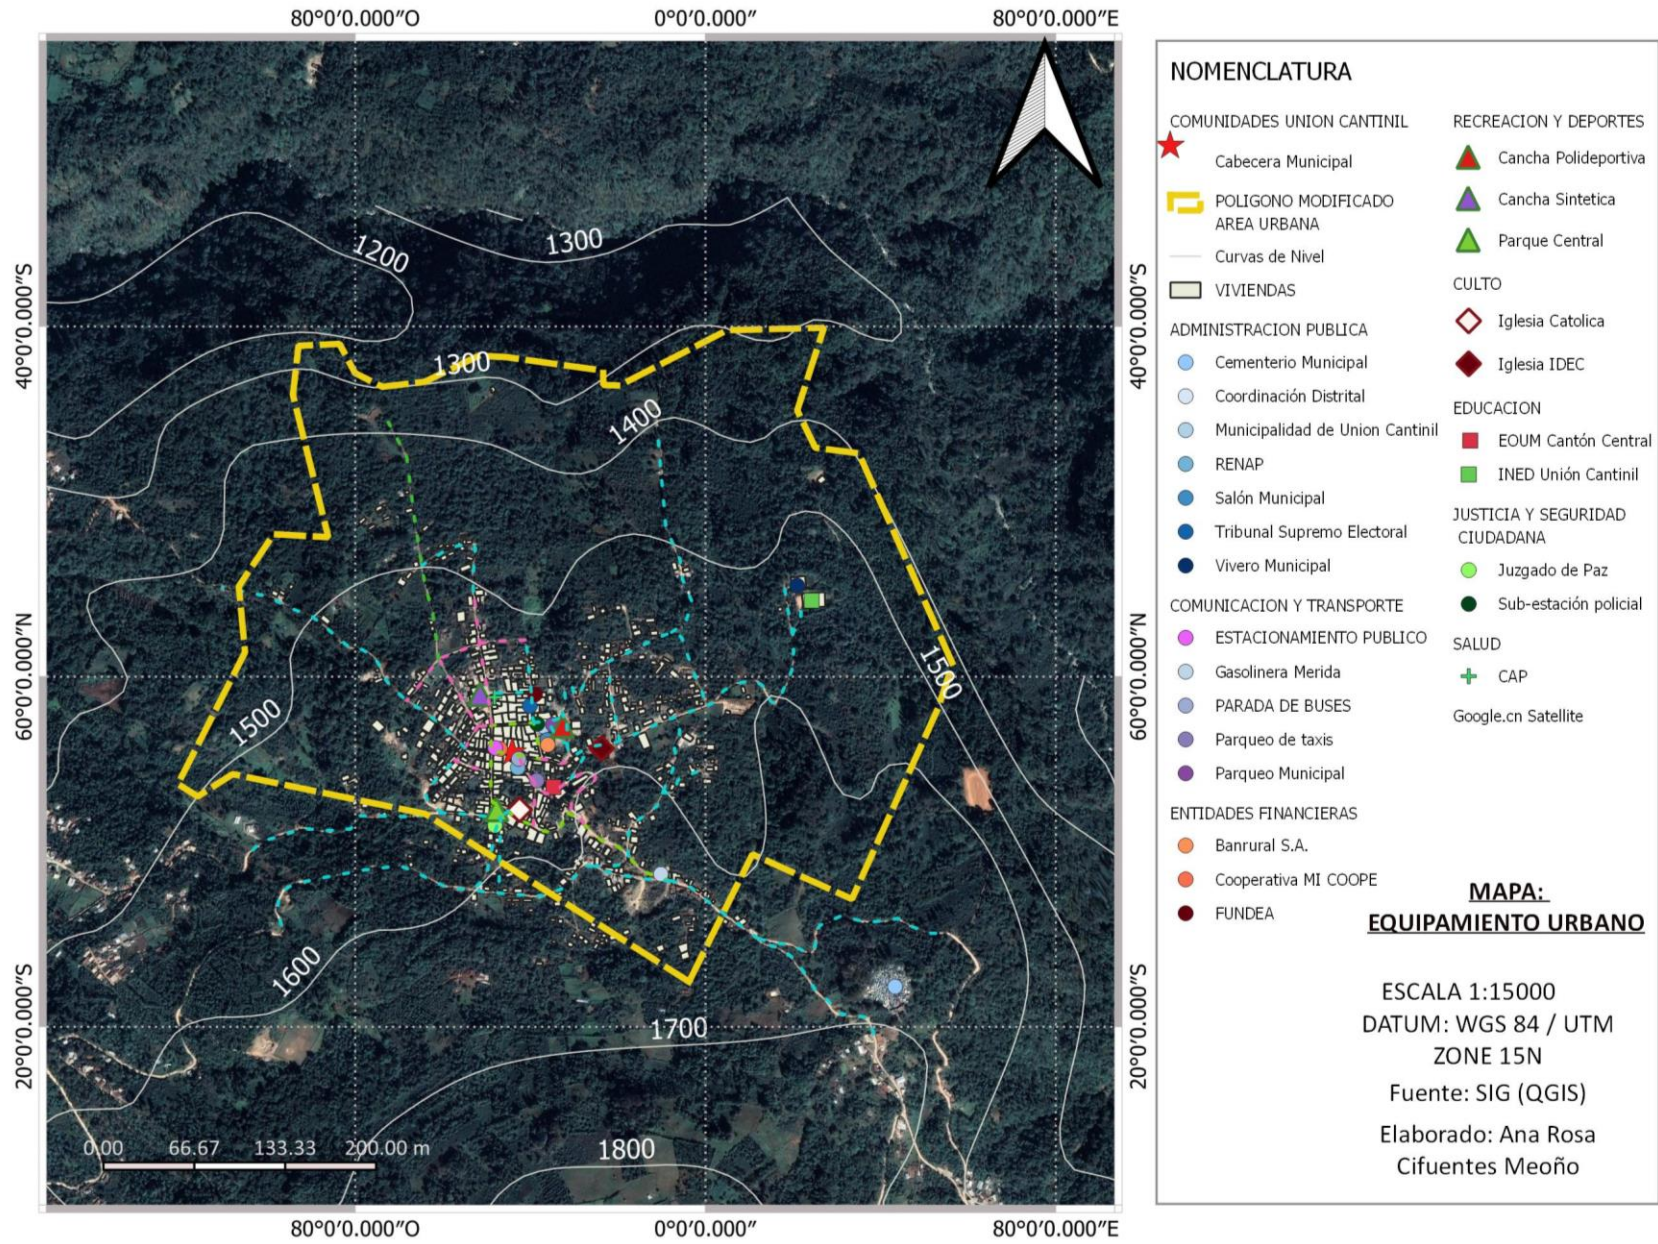 80°0'0.000"O
0°0'0.000"
80°0'0.000"E
40°0'0.000"S
60°0'0.000"N
20°0'0.000"S
1200
1300
1300
1400
1500
1500
1600
1700
1800
0.00 66.67 133.33 200.00 m
40°0'0.000"S
60°0'0.000"N
20°0'0.000"S
80°0'0.000"O
0°0'0.000"
80°0'0.000"E
NOMENCLATURA
COMUNIDADES UNION CANTINIL
Cabecera Municipal
POLIGONO MODIFICADO
AREA URBANA
Curvas de Nivel
VIVIENDAS
ADMINISTRACION PUBLICA
Cementerio Municipal
Coordinación Distrital
Municipalidad de Union Cantinil
RENAP
Salón Municipal
Tribunal Supremo Electoral
Vivero Municipal
COMUNICACION Y TRANSPORTE
ESTACIONAMIENTO PUBLICO
Gasolinera Merida
PARADA DE BUSES
Parqueo de taxis
Parqueo Municipal
ENTIDADES FINANCIERAS
Banrural S.A.
Cooperativa MI COOPE
FUNDEA
RECREACION Y DEPORTES
Cancha Polideportiva
Cancha Sintetica
Parque Central
CULTO
Iglesia Catolica
Iglesia IDEC
EDUCACION
EOUM Cantón Central
INED Unión Cantinil
JUSTICIA Y SEGURIDAD
CIUDADANA
Juzgado de Paz
Sub-estación policial
SALUD
CAP
Google.cn Satellite
MAPA:
EQUIPAMIENTO URBANO
ESCALA 1:15000
DATUM: WGS 84 / UTM
ZONE 15N
Fuente: SIG (QGIS)
Elaborado: Ana Rosa
Cifuentes Meoño